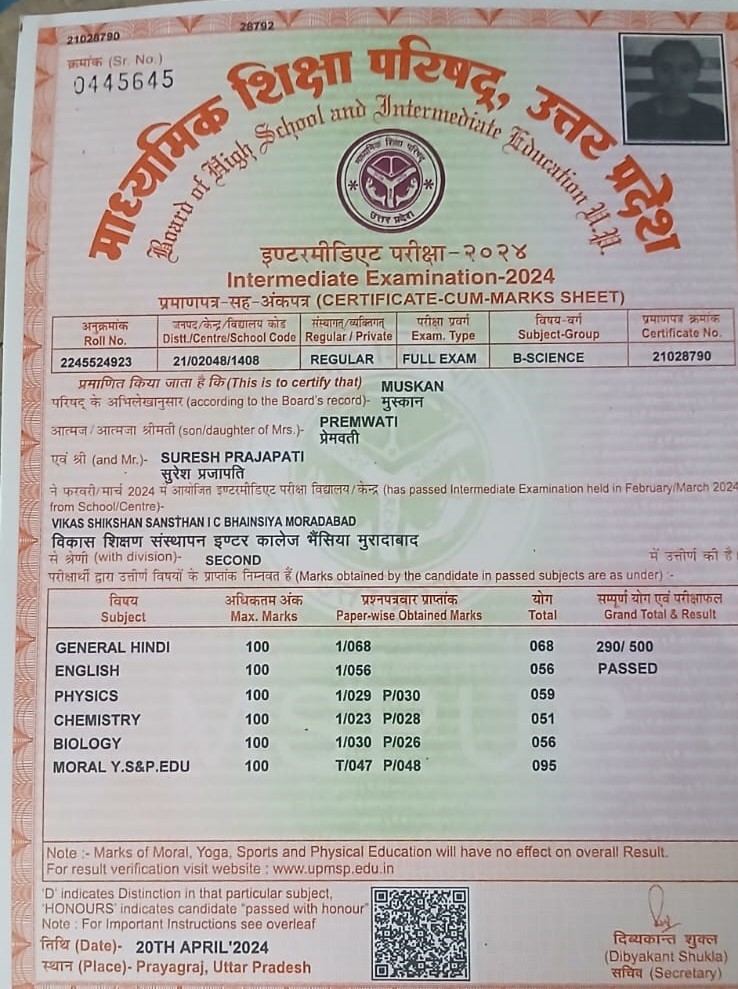 21028790
28792
क्रमांक (Sr. No.)
0445645
माध्यमिक शिक्षा परिषद्, उत्तर प्रदेश
Board of High School and Intermediate Education U.P.
माध्यमिक शिक्षा परिषद्
उत्तर प्रदेश
इण्टरमीडिएट परीक्षा-२०२४
Intermediate Examination-2024
प्रमाणपत्र-सह-अंकपत्र (CERTIFICATE-CUM-MARKS SHEET)
अनुक्रमांक जनपद/केन्द्र/विद्यालय कोड संस्थागत/व्यक्तिगत परीक्षा प्रवर्ग विषय-वर्ग प्रमाणपत्र क्रमांक
Roll No. Distt./Centre/School Code Regular / Private Exam. Type Subject-Group Certificate No.
2245524923 21/02048/1408 REGULAR FULL EXAM B-SCIENCE 21028790
प्रमाणित किया जाता है कि (This is to certify that) MUSKAN
परिषद् के अभिलेखानुसार (according to the Board's record)- मुस्कान
आत्मज/आत्मजा श्रीमती (son/daughter of Mrs.)- PREMWATI
प्रेमवती
एवं श्री (and Mr.)- SURESH PRAJAPATI
सुरेश प्रजापति
ने फरवरी/मार्च 2024 में आयोजित इण्टरमीडिएट परीक्षा विद्यालय/केन्द्र (has passed Intermediate Examination held in February/March 2024
from School/Centre)-
VIKAS SHIKSHAN SANSTHAN I C BHAINSIYA MORADABAD
विकास शिक्षण संस्थापन इण्टर कालेज भैंसिया मुरादाबाद
से श्रेणी (with division)- SECOND में उत्तीर्ण की है।
परीक्षार्थी द्वारा उत्तीर्ण विषयों के प्राप्तांक निम्नवत हैं (Marks obtained by the candidate in passed subjects are as under) :-
विषय अधिकतम अंक प्रश्नपत्रवार प्राप्तांक योग सम्पूर्ण योग एवं परीक्षाफल
Subject Max. Marks Paper-wise Obtained Marks Total Grand Total & Result
GENERAL HINDI 100 1/068 068 290/ 500
ENGLISH 100 1/056 056 PASSED
PHYSICS 100 1/029 P/030 059
CHEMISTRY 100 1/023 P/028 051
BIOLOGY 100 1/030 P/026 056
MORAL Y.S&P.EDU 100 T/047 P/048 095
Note :- Marks of Moral, Yoga, Sports and Physical Education will have no effect on overall Result.
For result verification visit website : www.upmsp.edu.in
'D' indicates Distinction in that particular subject,
'HONOURS' indicates candidate "passed with honour"
Note : For Important Instructions see overleaf
तिथि (Date)- 20TH APRIL'2024
स्थान (Place)- Prayagraj, Uttar Pradesh
दिब्यकान्त शुक्ल
(Dibyakant Shukla)
सचिव (Secretary)